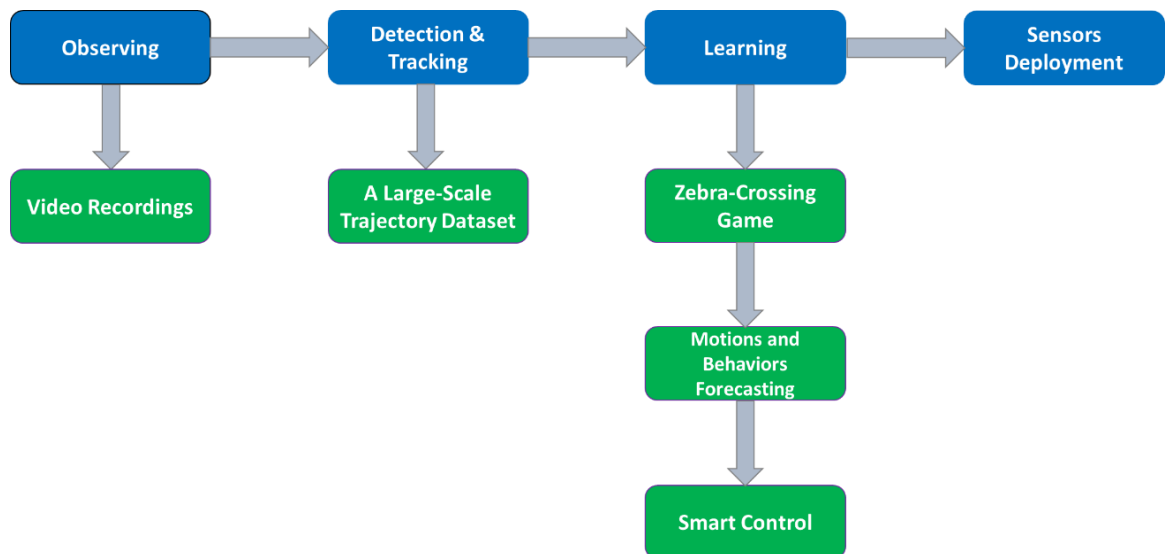 Observing
Detection &
Tracking
Learning
Sensors
Deployment
Video Recordings
A Large-Scale
Trajectory Dataset
Zebra-Crossing
Game
Motions and
Behaviors
Forecasting
Smart Control